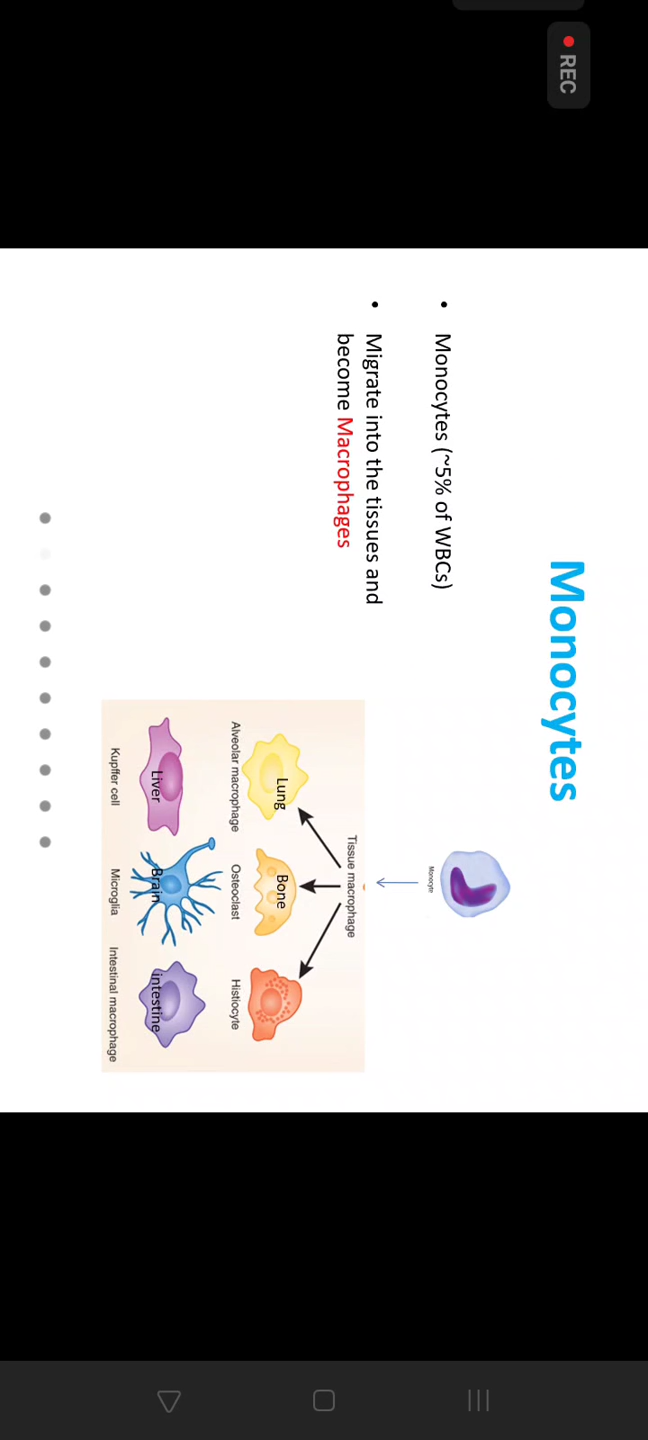 REC
Monocytes
• Monocytes (~5% of WBCs)
• Migrate into the tissues and
become Macrophages
Monocyte
Tissue macrophage
Lung
Bone
Alveolar macrophage
Osteoclast
Histiocyte
Liver
Brain
intestine
Kupffer cell
Microglia
Intestinal macrophage